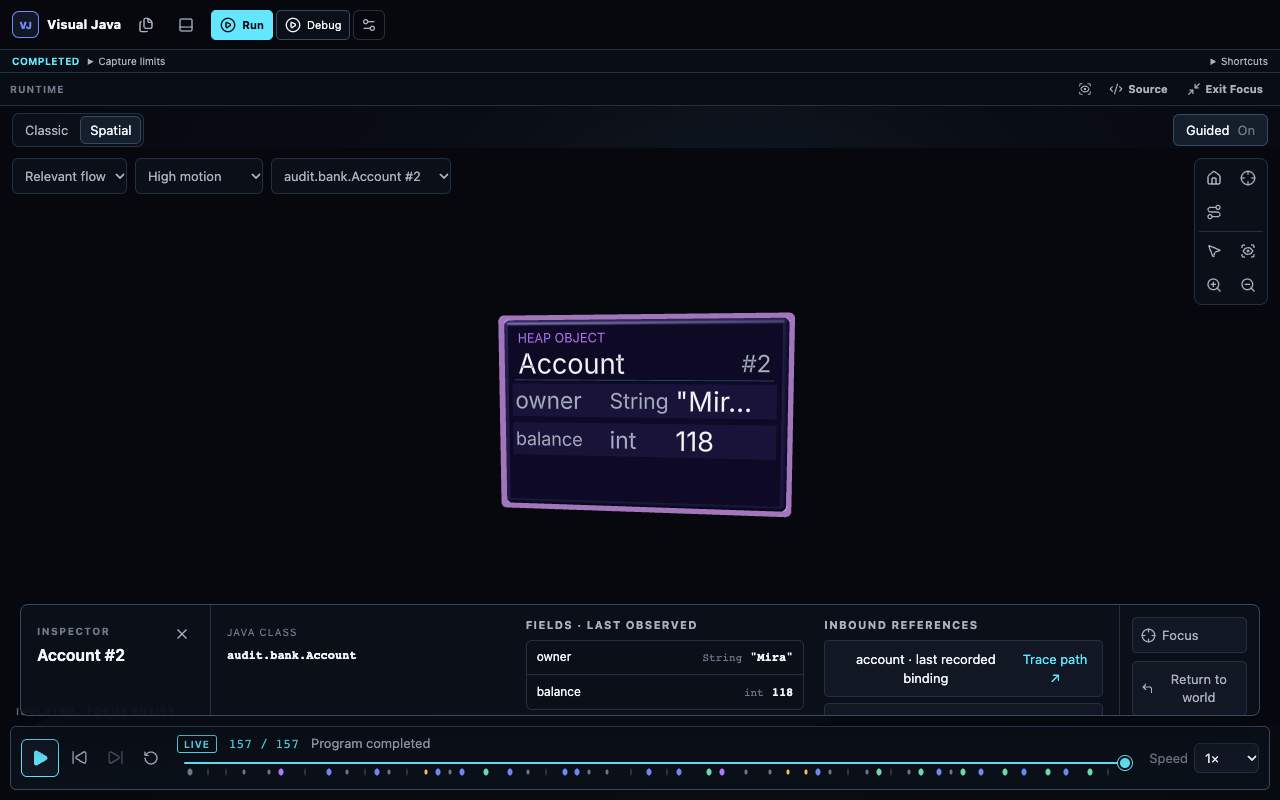 VJ Visual Java Run Debug
COMPLETED Capture limits Shortcuts
RUNTIME Source Exit Focus
Classic Spatial Guided On
Relevant flow High motion audit.bank.Account #2
HEAP OBJECT
Account #2
owner String "Mir...
balance int 118
INSPECTOR
Account #2
JAVA CLASS
audit.bank.Account
FIELDS · LAST OBSERVED
owner String "Mira"
balance int 118
INBOUND REFERENCES
account · last recorded
binding
Trace path
Focus
Return to
world
LIVE 157 / 157 Program completed
Speed 1×